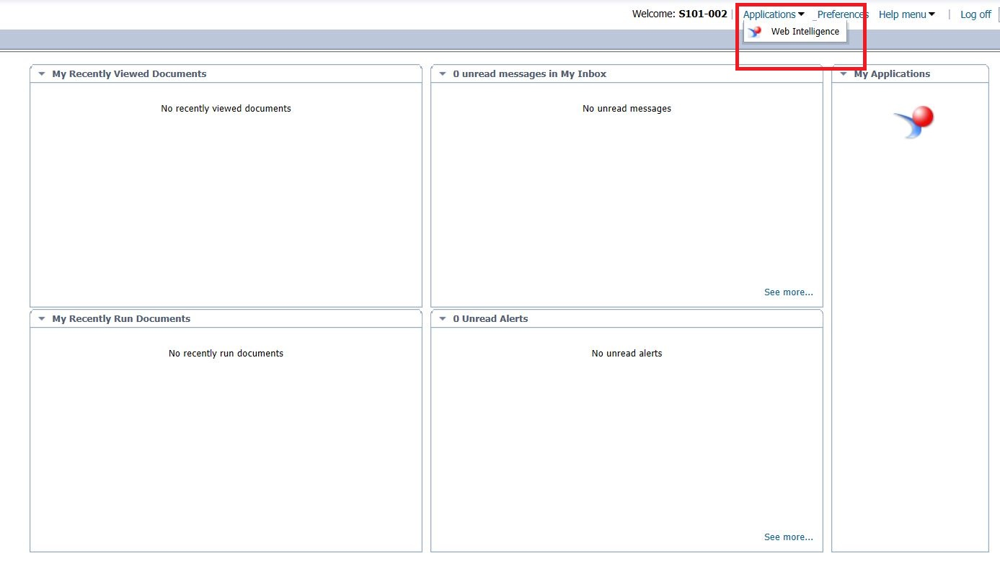 Welcome: S101-002 | Applications Preferences Help menu | Log off
Web Intelligence
My Recently Viewed Documents
No recently viewed documents
0 unread messages in My Inbox
No unread messages
See more...
My Applications
My Recently Run Documents
No recently run documents
0 Unread Alerts
No unread alerts
See more...